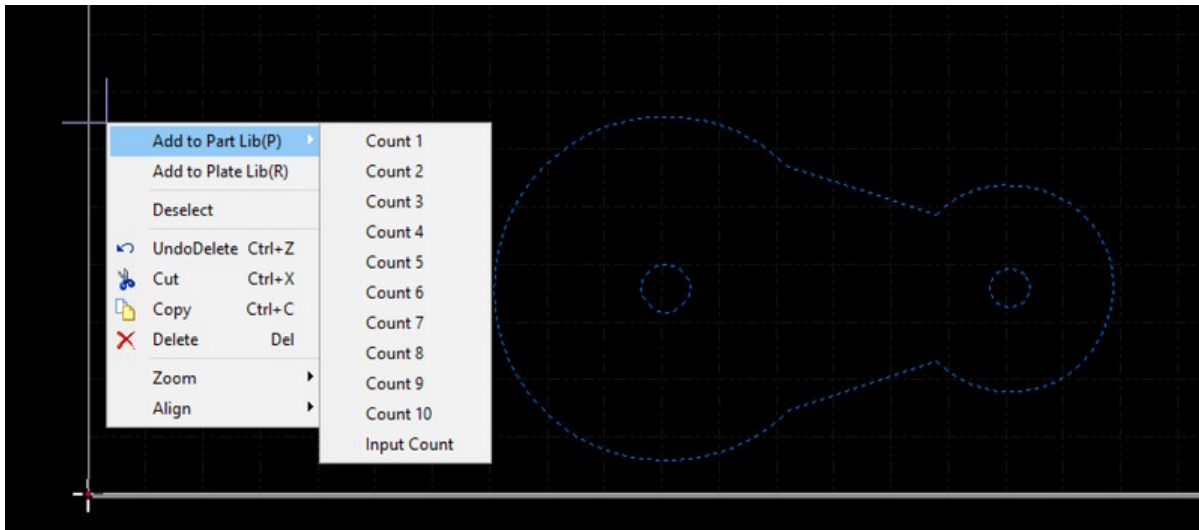 Add to Part Lib(P)
Add to Plate Lib(R)
Deselect
UndoDelete Ctrl+Z
Cut Ctrl+X
Copy Ctrl+C
Delete Del
Zoom
Align
Count 1
Count 2
Count 3
Count 4
Count 5
Count 6
Count 7
Count 8
Count 9
Count 10
Input Count